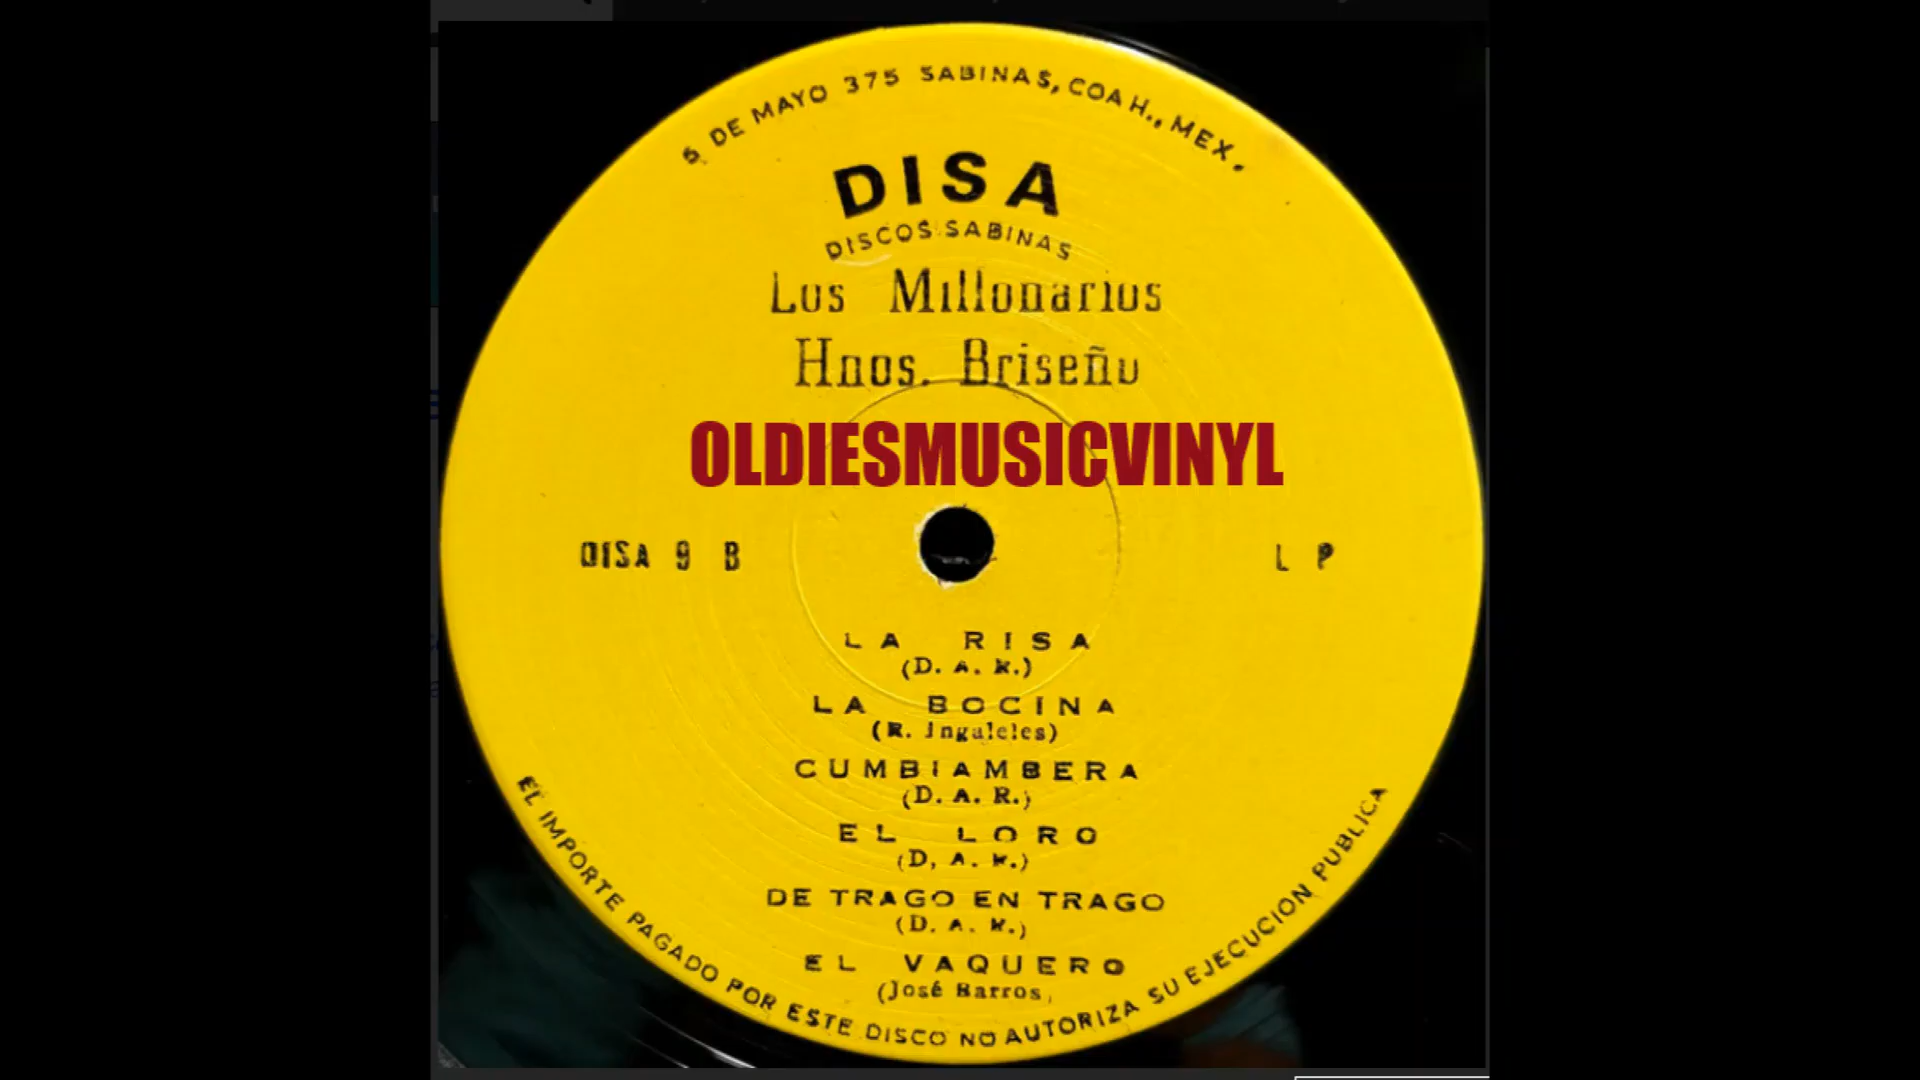 5 DE MAYO 375 SABINAS, COAH., MEX.
DISA
DISCOS SABINAS
Los Millonarios
Hnos. Briseño
OLDIESMUSICVINYL
DISA 9 B
L P
LA RISA
(D. A. R.)
LA BOCINA
(R. Ingaleles)
CUMBIAMBERA
(D. A. R.)
EL LORO
(D, A. R.)
DE TRAGO EN TRAGO
(D. A. R.)
EL VAQUERO
(José Barros)
EL IMPORTE PAGADO POR ESTE DISCO NO AUTORIZA SU EJECUCION PUBLICA